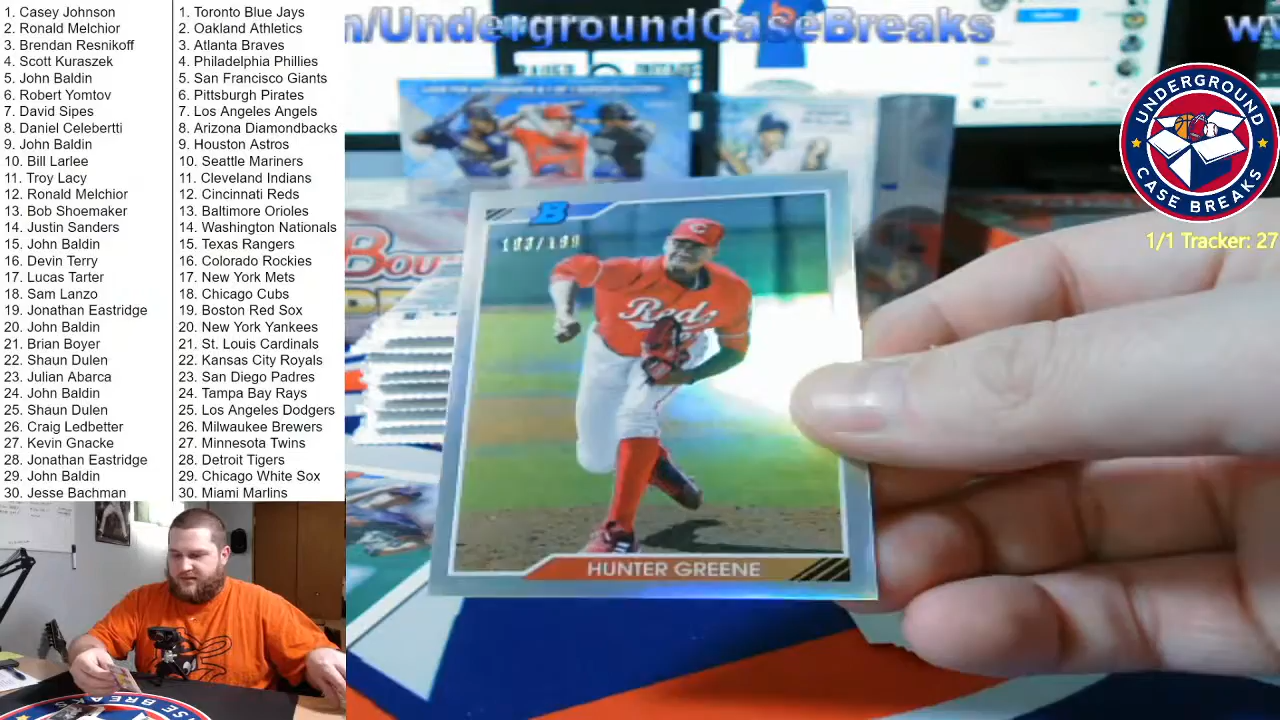 1. Casey Johnson
2. Ronald Melchior
3. Brendan Resnikoff
4. Scott Kuraszek
5. John Baldin
6. Robert Yomtov
7. David Sipes
8. Daniel Celebertti
9. John Baldin
10. Bill Larlee
11. Troy Lacy
12. Ronald Melchior
13. Bob Shoemaker
14. Justin Sanders
15. John Baldin
16. Devin Terry
17. Lucas Tarter
18. Sam Lanzo
19. Jonathan Eastridge
20. John Baldin
21. Brian Boyer
22. Shaun Dulen
23. Julian Abarca
24. John Baldin
25. Shaun Dulen
26. Craig Ledbetter
27. Kevin Gnacke
28. Jonathan Eastridge
29. John Baldin
30. Jesse Bachman
1. Toronto Blue Jays
2. Oakland Athletics
3. Atlanta Braves
4. Philadelphia Phillies
5. San Francisco Giants
6. Pittsburgh Pirates
7. Los Angeles Angels
8. Arizona Diamondbacks
9. Houston Astros
10. Seattle Mariners
11. Cleveland Indians
12. Cincinnati Reds
13. Baltimore Orioles
14. Washington Nationals
15. Texas Rangers
16. Colorado Rockies
17. New York Mets
18. Chicago Cubs
19. Boston Red Sox
20. New York Yankees
21. St. Louis Cardinals
22. Kansas City Royals
23. San Diego Padres
24. Tampa Bay Rays
25. Los Angeles Dodgers
26. Milwaukee Brewers
27. Minnesota Twins
28. Detroit Tigers
29. Chicago White Sox
30. Miami Marlins
/UndergroundCaseBreaks
UNDERGROUND
CASE BREAKS
1/1 Tracker: 27
B
Reds
HUNTER GREENE